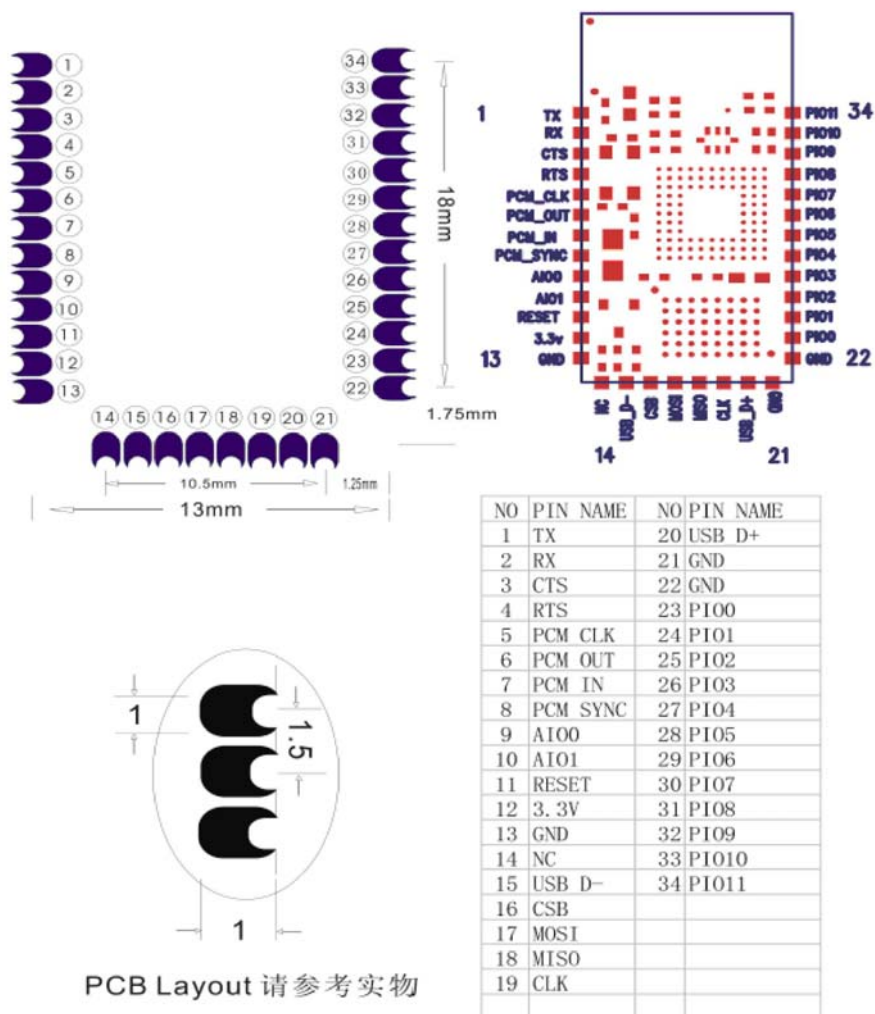 1
2
3
4
5
6
7
8
9
10
11
12
13
34
33
32
31
30
29
28
27
26
25
24
23
22
18mm
1.75mm
14 15 16 17 18 19 20 21
10.5mm
1.25mm
13mm
1
13
TX
RX
CTS
RTS
PCM_CLK
PCM_OUT
PCM_IN
PCM_SYNC
AIO0
AIO1
RESET
3.3v
GND
34
22
PIO11
PIO10
PIO9
PIO8
PIO7
PIO6
PIO5
PIO4
PIO3
PIO2
PIO1
PIO0
GND
NC
USB_D-
CSB
MOSI
MISO
CLK
USB_D+
GND
14
21
NO PIN NAME NO PIN NAME
1 TX 20 USB D+
2 RX 21 GND
3 CTS 22 GND
4 RTS 23 PIO0
5 PCM CLK 24 PIO1
6 PCM OUT 25 PIO2
7 PCM IN 26 PIO3
8 PCM SYNC 27 PIO4
9 AIO0 28 PIO5
10 AIO1 29 PIO6
11 RESET 30 PIO7
12 3.3V 31 PIO8
13 GND 32 PIO9
14 NC 33 PIO10
15 USB D- 34 PIO11
16 CSB
17 MOSI
18 MISO
19 CLK
1
1.5
1
PCB Layout 请参考实物